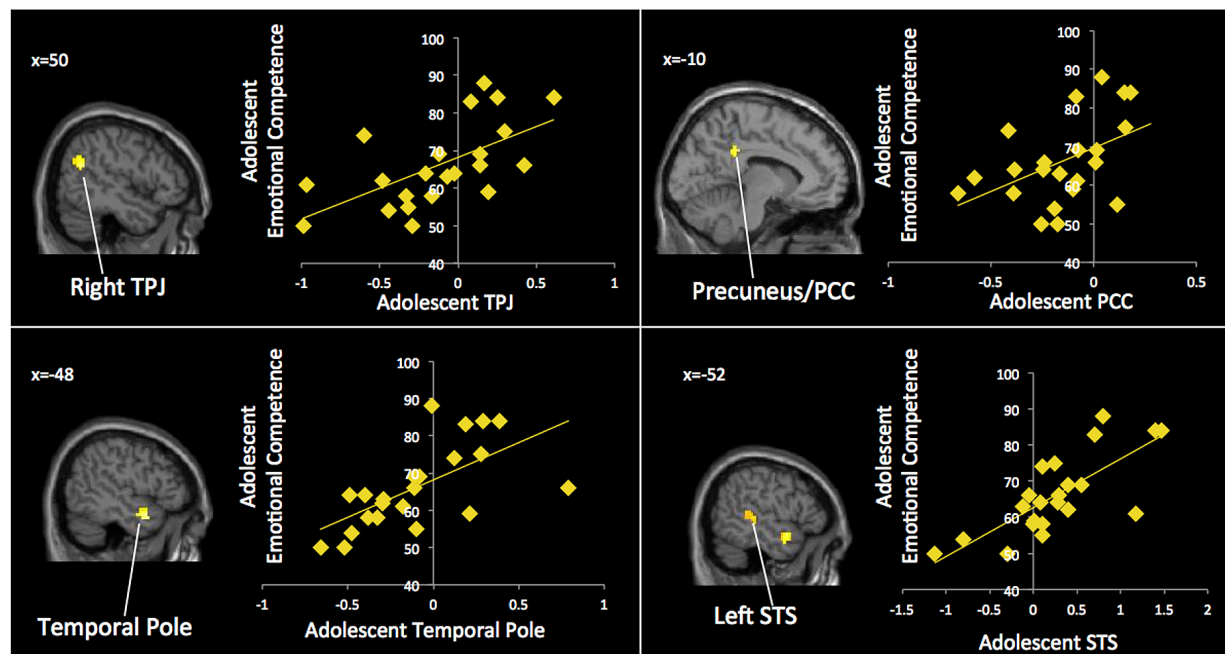 x=50
Right TPJ
Adolescent
Emotional Competence
100
90
80
70
60
50
40
-1
-0.5
0
0.5
1
Adolescent TPJ
x=-10
Precuneus/PCC
Adolescent
Emotional Competence
100
90
80
70
60
50
40
-1
-0.5
0
0.5
Adolescent PCC
x=-48
Temporal Pole
Adolescent
Emotional Competence
100
90
80
70
60
50
40
-1
-0.5
0
0.5
1
Adolescent Temporal Pole
x=-52
Left STS
Adolescent
Emotional Competence
100
90
80
70
60
50
40
-1.5
-1
-0.5
0
0.5
1
1.5
2
Adolescent STS